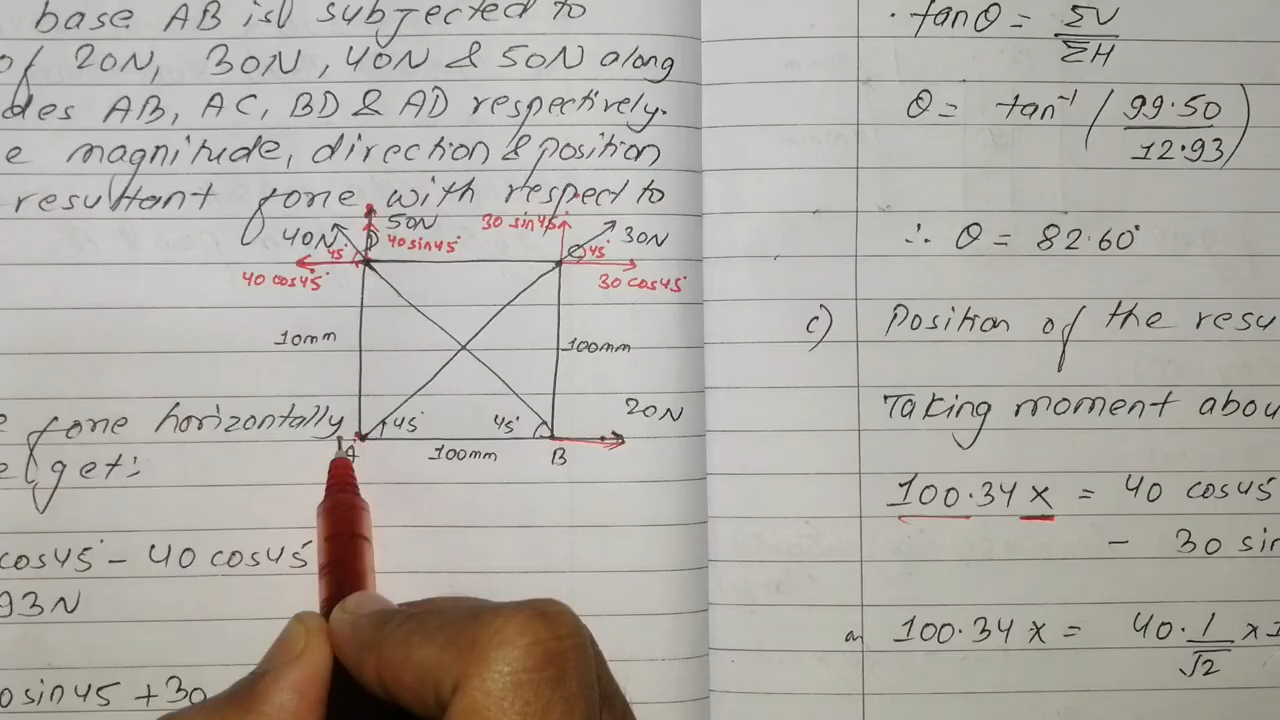 base AB is subjected to
of 20N, 30N, 40N & 50N along
des AB, AC, BD & AD respectively.
e magnitude, direction & position
resultant force with respect to
50N
30 sin45°
40N
D
40 sin45°
45°
C
45°
30N
40 cos45°
30 cos45°
10mm
100mm
45°
45°
20N
A
100mm
B
e force horizontally
e get:
cos45° - 40 cos45°
93N
0 sin45 + 30
tanθ = ΣV/ΣH
θ = tan⁻¹ (99.50/12.93)
∴ θ = 82.60°
c) Position of the resu
Taking moment abou
100.34 x = 40 cos45
- 30 sin
100.34 x = 40. 1/√2 x 1